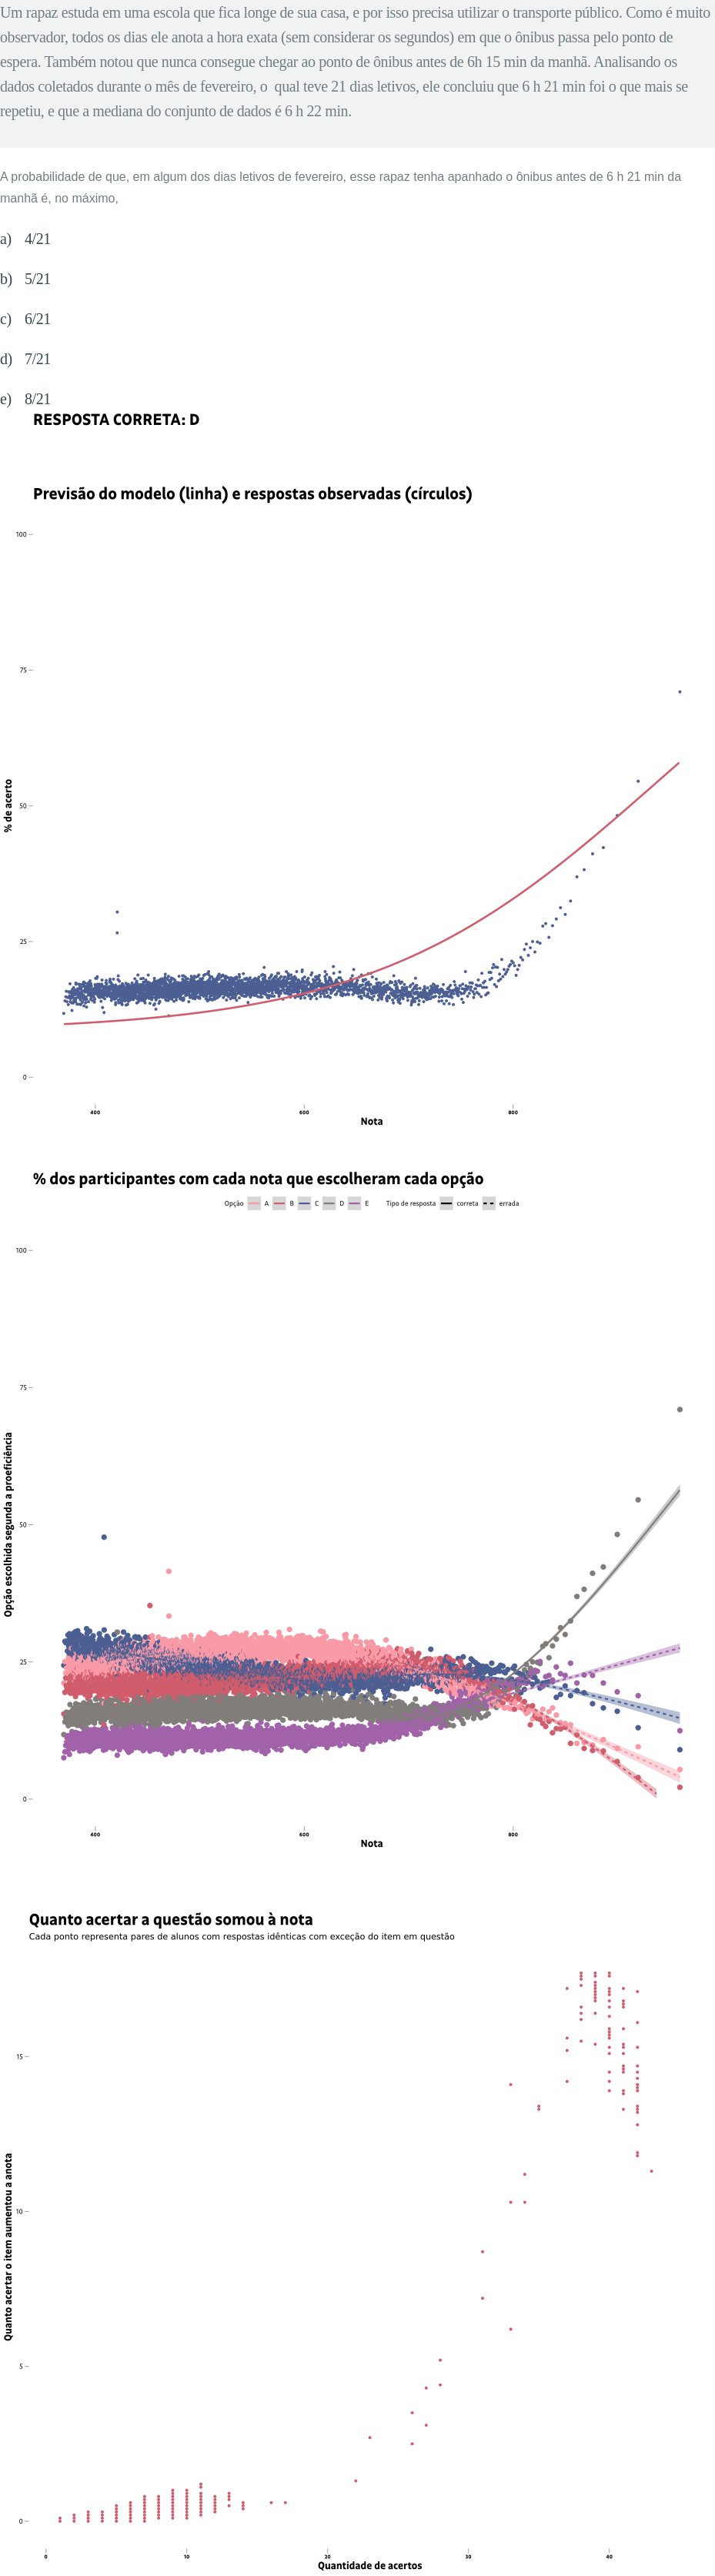 Um rapaz estuda em uma escola que fica longe de sua casa, e por isso precisa utilizar o transporte público. Como é muito
observador, todos os dias ele anota a hora exata (sem considerar os segundos) em que o ônibus passa pelo ponto de
espera. Também notou que nunca consegue chegar ao ponto de ônibus antes de 6h 15 min da manhã. Analisando os
dados coletados durante o mês de fevereiro, o  qual teve 21 dias letivos, ele concluiu que 6 h 21 min foi o que mais se
repetiu, e que a mediana do conjunto de dados é 6 h 22 min.
A probabilidade de que, em algum dos dias letivos de fevereiro, esse rapaz tenha apanhado o ônibus antes de 6 h 21 min da
manhã é, no máximo,
a) 4/21
b) 5/21
c) 6/21
d) 7/21
e) 8/21
RESPOSTA CORRETA: D
Previsão do modelo (linha) e respostas observadas (círculos)
100
75
% de acerto
50
25
0
400 600 800
Nota
% dos participantes com cada nota que escolheram cada opção
Opção A B C D E Tipo de resposta correta errada
100
75
Opção escolhida segunda a proeficiência
50
25
0
400 600 800
Nota
Quanto acertar a questão somou à nota
Cada ponto representa pares de alunos com respostas idênticas com exceção do item em questão
15
Quanto acertar o item aumentou a anota
10
5
0
0 10 20 30 40
Quantidade de acertos